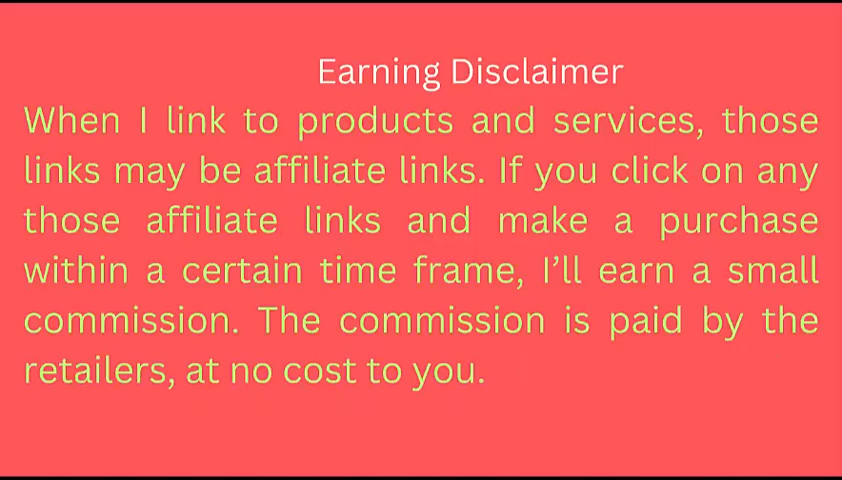 Earning Disclaimer
When I link to products and services, those
links may be affiliate links. If you click on any
those affiliate links and make a purchase
within a certain time frame, I’ll earn a small
commission. The commission is paid by the
retailers, at no cost to you.